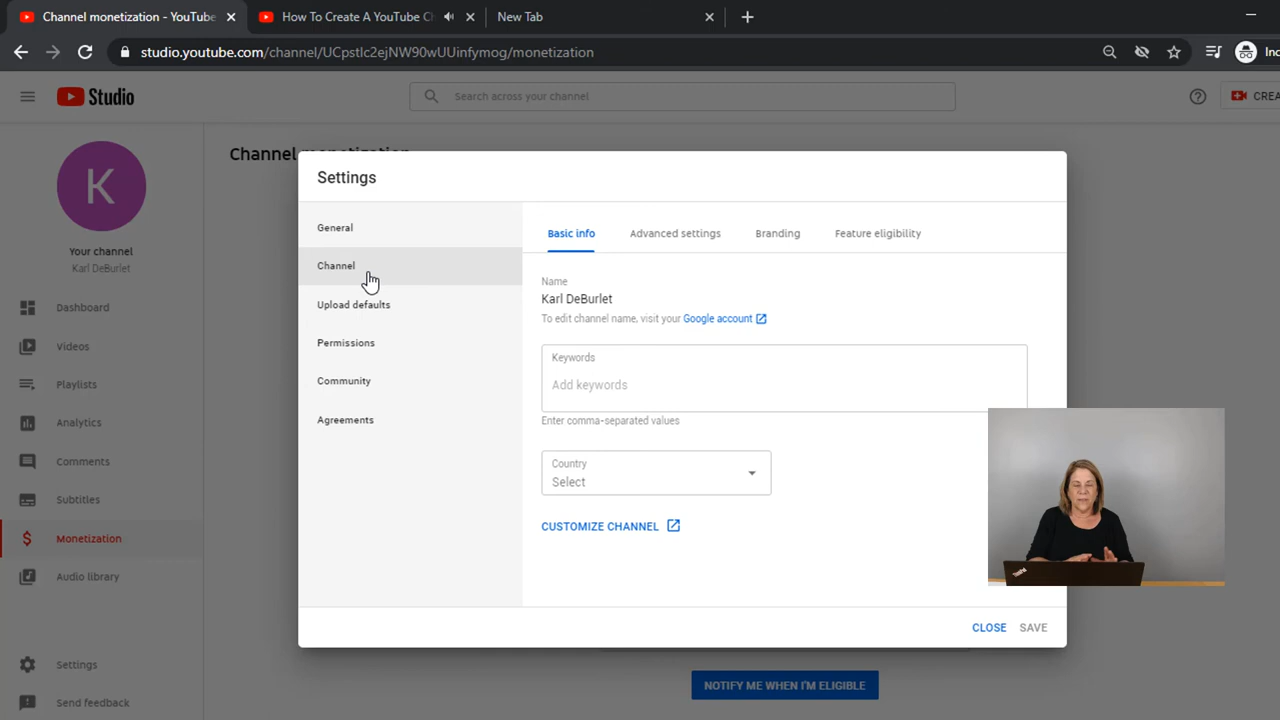 Channel monetization - YouTube
How To Create A YouTube Ch
New Tab
studio.youtube.com/channel/UCpstlc2ejNW90wUUinfymog/monetization
Inc
Studio
Search across your channel
CREA
K
Your channel
Karl DeBurlet
Dashboard
Videos
Playlists
Analytics
Comments
Subtitles
Monetization
Audio library
Settings
Send feedback
Channel monetization
Settings
General
Channel
Upload defaults
Permissions
Community
Agreements
Basic info
Advanced settings
Branding
Feature eligibility
Name
Karl DeBurlet
To edit channel name, visit your Google account
Keywords
Add keywords
Enter comma-separated values
Country
Select
CUSTOMIZE CHANNEL
CLOSE
SAVE
NOTIFY ME WHEN I'M ELIGIBLE